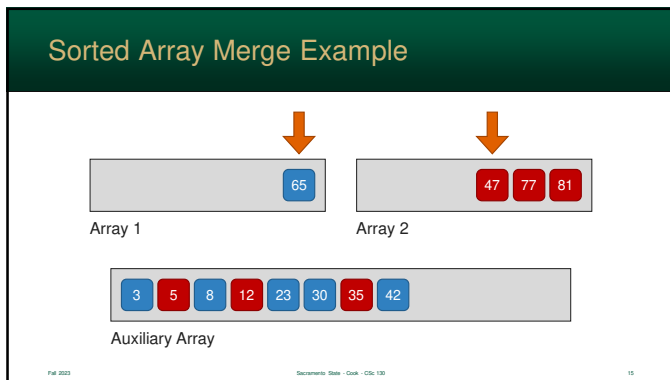 Sorted Array Merge Example
65
47 77 81
Array 1
Array 2
3 5 8 12 23 30 35 42
Auxiliary Array
Fall 2023
Sacramento State - Cook - CSc 130
15